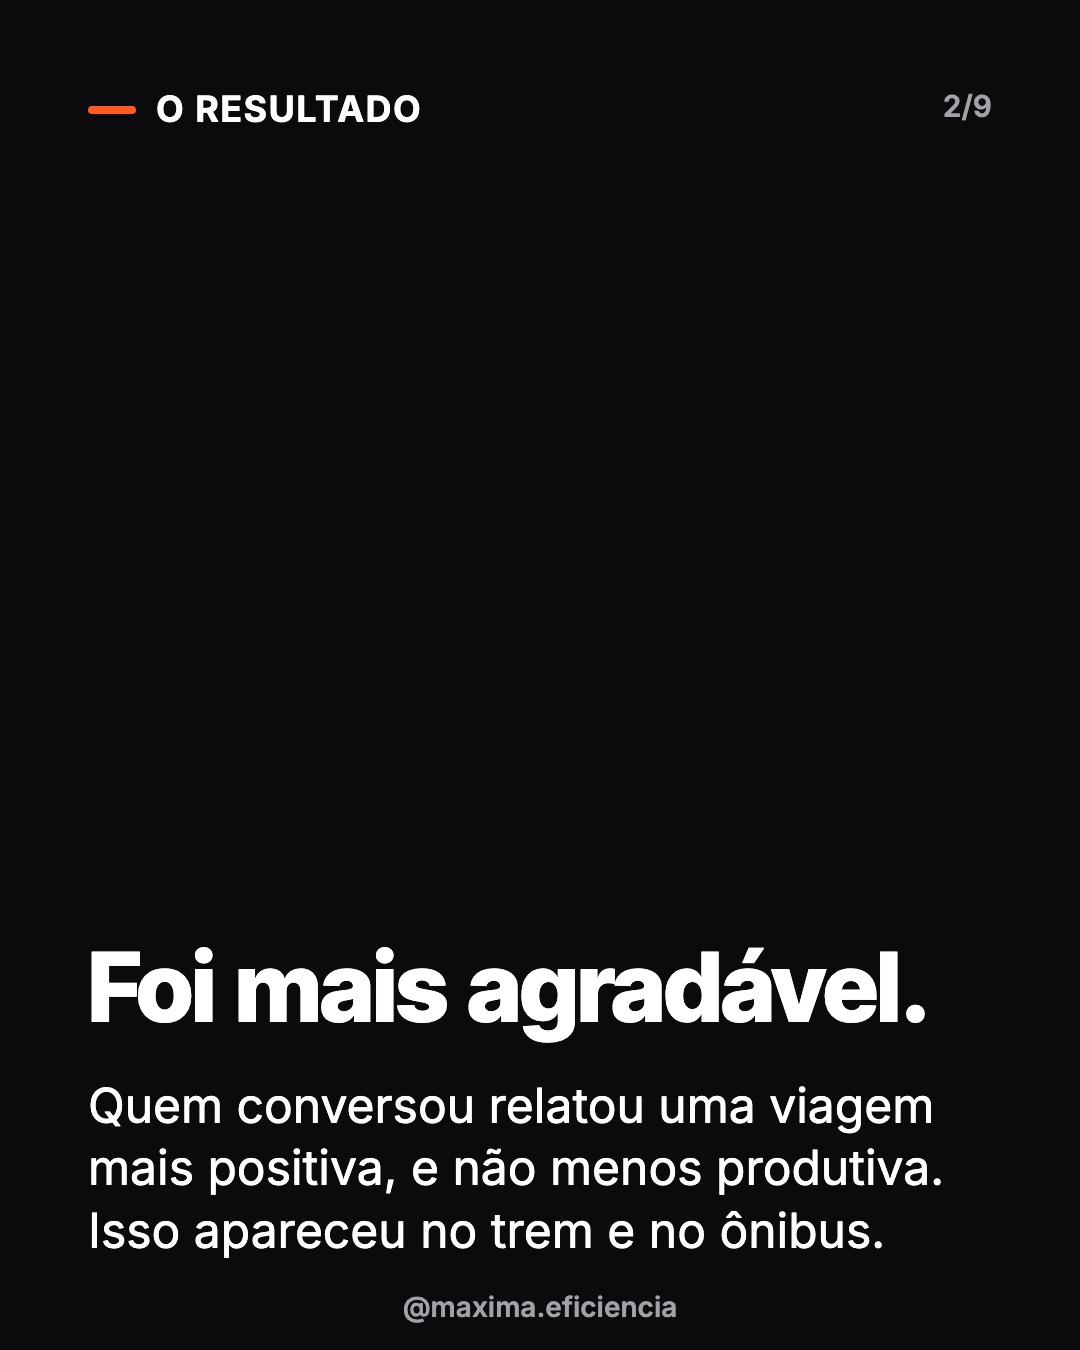 O RESULTADO
2/9
Foi mais agradável.
Quem conversou relatou uma viagem
mais positiva, e não menos produtiva.
Isso apareceu no trem e no ônibus.
@maxima.eficiencia